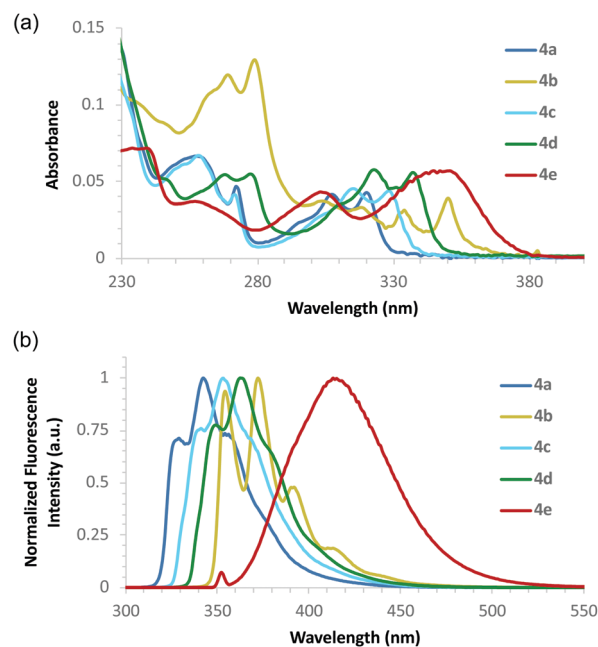 (a)
0.15
0.1
0.05
0
Absorbance
230 280 330 380
Wavelength (nm)
4a
4b
4c
4d
4e
(b)
1
0.75
0.5
0.25
0
Normalized Fluorescence
Intensity (a.u.)
300 350 400 450 500 550
Wavelength (nm)
4a
4b
4c
4d
4e